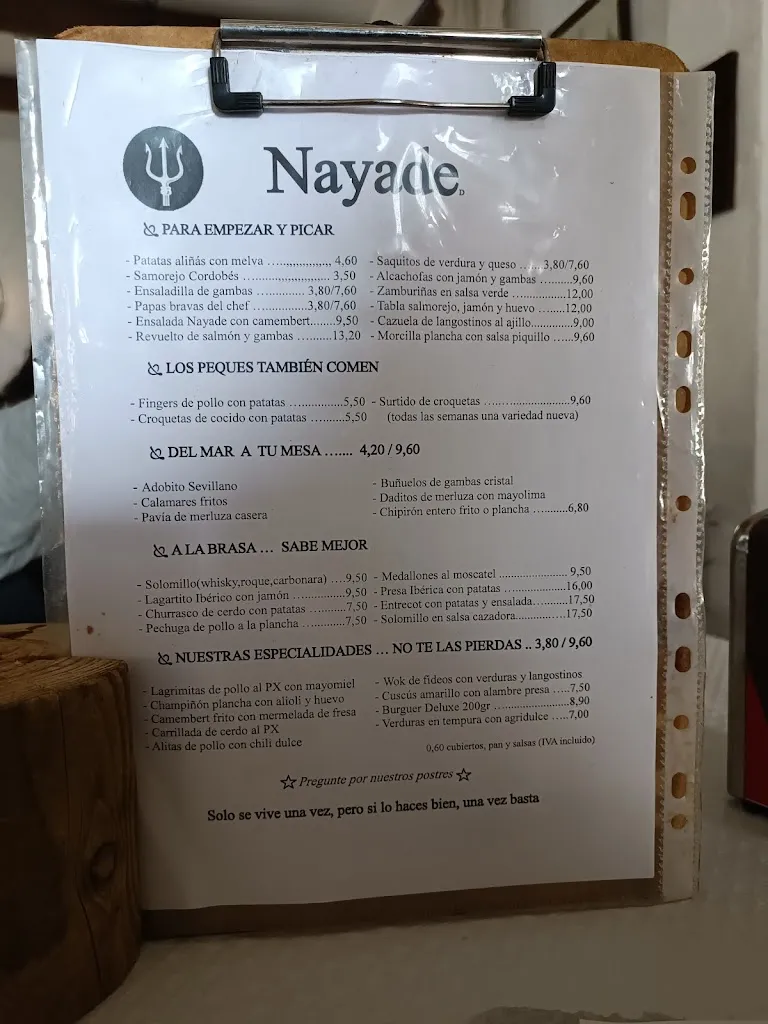 Nayade
D
PARA EMPEZAR Y PICAR
- Patatas aliñás con melva ................. 4,60
- Samorejo Cordobés ........................... 3,50
- Ensaladilla de gambas ............. 3,80/7,60
- Papas bravas del chef ...............3,80/7,60
- Ensalada Nayade con camembert.......9,50
- Revuelto de salmón y gambas ..........13,20
- Saquitos de verdura y queso ......3,80/7,60
- Alcachofas con jamón y gambas .........9,60
- Zamburiñas en salsa verde ................12,00
- Tabla salmorejo, jamón y huevo .........12,00
- Cazuela de langostinos al ajillo............9,00
- Morcilla plancha con salsa piquillo ......9,60
LOS PEQUES TAMBIÉN COMEN
- Fingers de pollo con patatas ................5,50
- Croquetas de cocido con patatas ..........5,50
- Surtido de croquetas ..........................9,60
(todas las semanas una variedad nueva)
DEL MAR A TU MESA ........ 4,20 / 9,60
- Adobito Sevillano
- Calamares fritos
- Pavía de merluza casera
- Buñuelos de gambas cristal
- Daditos de merluza con mayolima
- Chipirón entero frito o plancha ..........6,80
A LA BRASA ... SABE MEJOR
- Solomillo(whisky,roque,carbonara) ....9,50
- Lagartito Ibérico con jamón ..............9,50
- Churrasco de cerdo con patatas ..........7,50
- Pechuga de pollo a la plancha ............7,50
- Medallones al moscatel ...................... 9,50
- Presa Ibérica con patatas ...................16,00
- Entrecot con patatas y ensalada...........17,50
- Solomillo en salsa cazadora................17,50
NUESTRAS ESPECIALIDADES ... NO TE LAS PIERDAS .. 3,80 / 9,60
- Lagrimitas de pollo al PX con mayomiel
- Champiñón plancha con alioli y huevo
- Camembert frito con mermelada de fresa
- Carrillada de cerdo al PX
- Alitas de pollo con chili dulce
- Wok de fideos con verduras y langostinos
- Cuscús amarillo con alambre presa .....7,50
- Burguer Deluxe 200gr .........................8,90
- Verduras en tempura con agridulce .....7,00
0,60 cubiertos, pan y salsas (IVA incluido)
☆ Pregunte por nuestros postres ☆
Solo se vive una vez, pero si lo haces bien, una vez basta